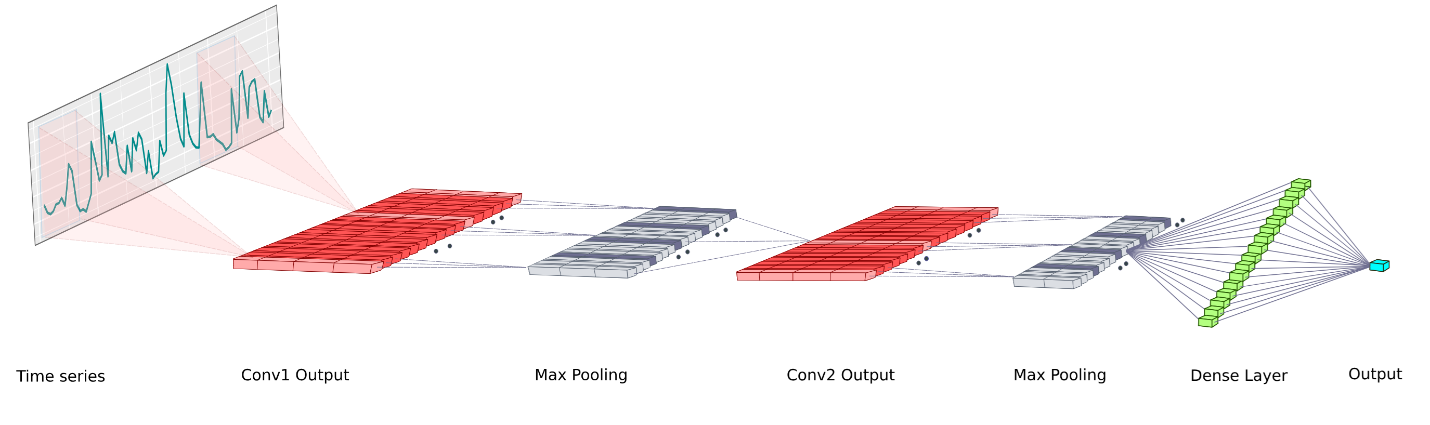 Time series
Conv1 Output
Max Pooling
Conv2 Output
Max Pooling
Dense Layer
Output